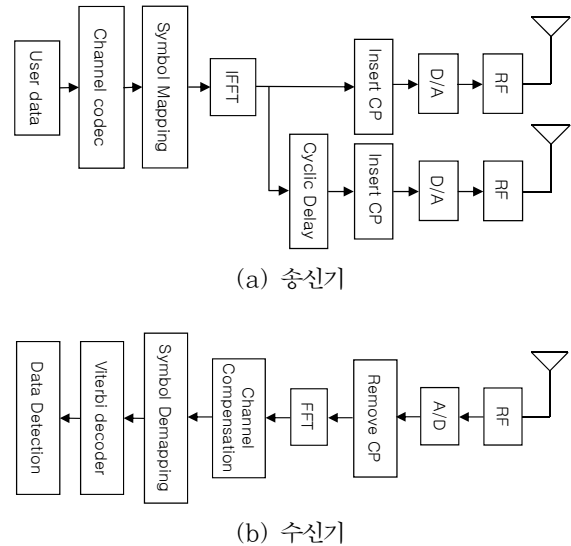 User data
Channel codec
Symbol Mapping
IFFT
Insert CP
D/A
RF
Cyclic Delay
Insert CP
D/A
RF
(a) 송신기
RF
A/D
Remove CP
FFT
Channel
Compensation
Symbol Demapping
Viterbi decoder
Data Detection
(b) 수신기